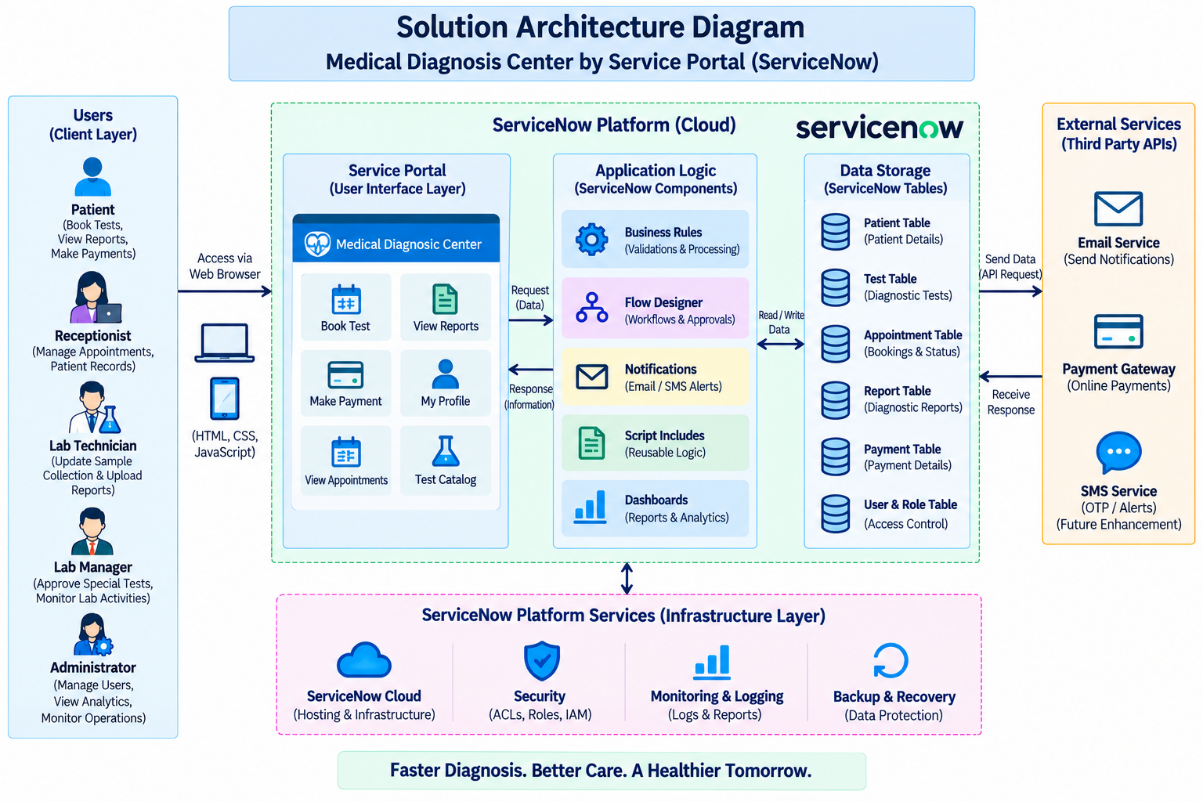 Solution Architecture Diagram
Medical Diagnosis Center by Service Portal (ServiceNow)
Users
(Client Layer)
Patient
(Book Tests,
View Reports,
Make Payments)
Receptionist
(Manage Appointments,
Patient Records)
Lab Technician
(Update Sample
Collection & Upload
Reports)
Lab Manager
(Approve Special Tests,
Monitor Lab Activities)
Administrator
(Manage Users,
View Analytics,
Monitor Operations)
Access via
Web Browser
(HTML, CSS,
JavaScript)
ServiceNow Platform (Cloud)
servicenow
Service Portal
(User Interface Layer)
Medical Diagnosic Center
Book Test
View Reports
Make Payment
My Profile
View Appointments
Test Catalog
Request
(Data)
Response
(Information)
Application Logic
(ServiceNow Components)
Business Rules
(Validations & Processing)
Flow Designer
(Workflows & Approvals)
Notifications
(Email / SMS Alerts)
Script Includes
(Reusable Logic)
Dashboards
(Reports & Analytics)
Read / Write
Data
Data Storage
(ServiceNow Tables)
Patient Table
(Patient Details)
Test Table
(Diagnostic Tests)
Appointment Table
(Bookings & Status)
Report Table
(Diagnostic Reports)
Payment Table
(Payment Details)
User & Role Table
(Access Control)
Send Data
(API Request)
Receive
Response
External Services
(Third Party APIs)
Email Service
(Send Notifications)
Payment Gateway
(Online Payments)
SMS Service
(OTP / Alerts)
(Future Enhancement)
ServiceNow Platform Services (Infrastructure Layer)
ServiceNow Cloud
(Hosting & Infrastructure)
Security
(ACLs, Roles, IAM)
Monitoring & Logging
(Logs & Reports)
Backup & Recovery
(Data Protection)
Faster Diagnosis. Better Care. A Healthier Tomorrow.